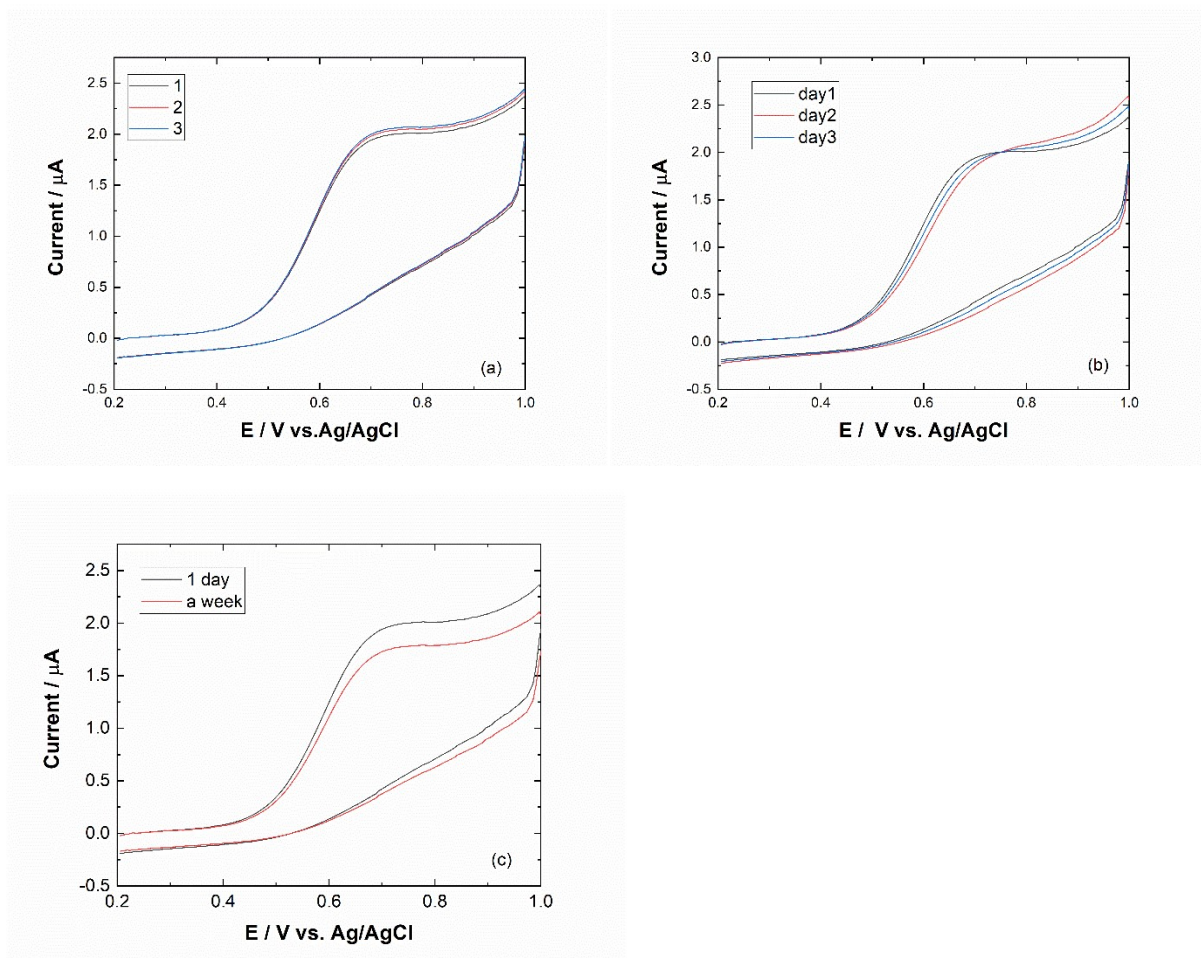 2.5
2.0
1.5
1.0
0.5
0.0
-0.5
Current / μA
1
2
3
(a)
0.2 0.4 0.6 0.8 1.0
E / V vs.Ag/AgCl
3.0
2.5
2.0
1.5
1.0
0.5
0.0
-0.5
Current / μA
day1
day2
day3
(b)
0.2 0.4 0.6 0.8 1.0
E / V vs. Ag/AgCl
2.5
2.0
1.5
1.0
0.5
0.0
-0.5
Current / μA
1 day
a week
(c)
0.2 0.4 0.6 0.8 1.0
E / V vs. Ag/AgCl